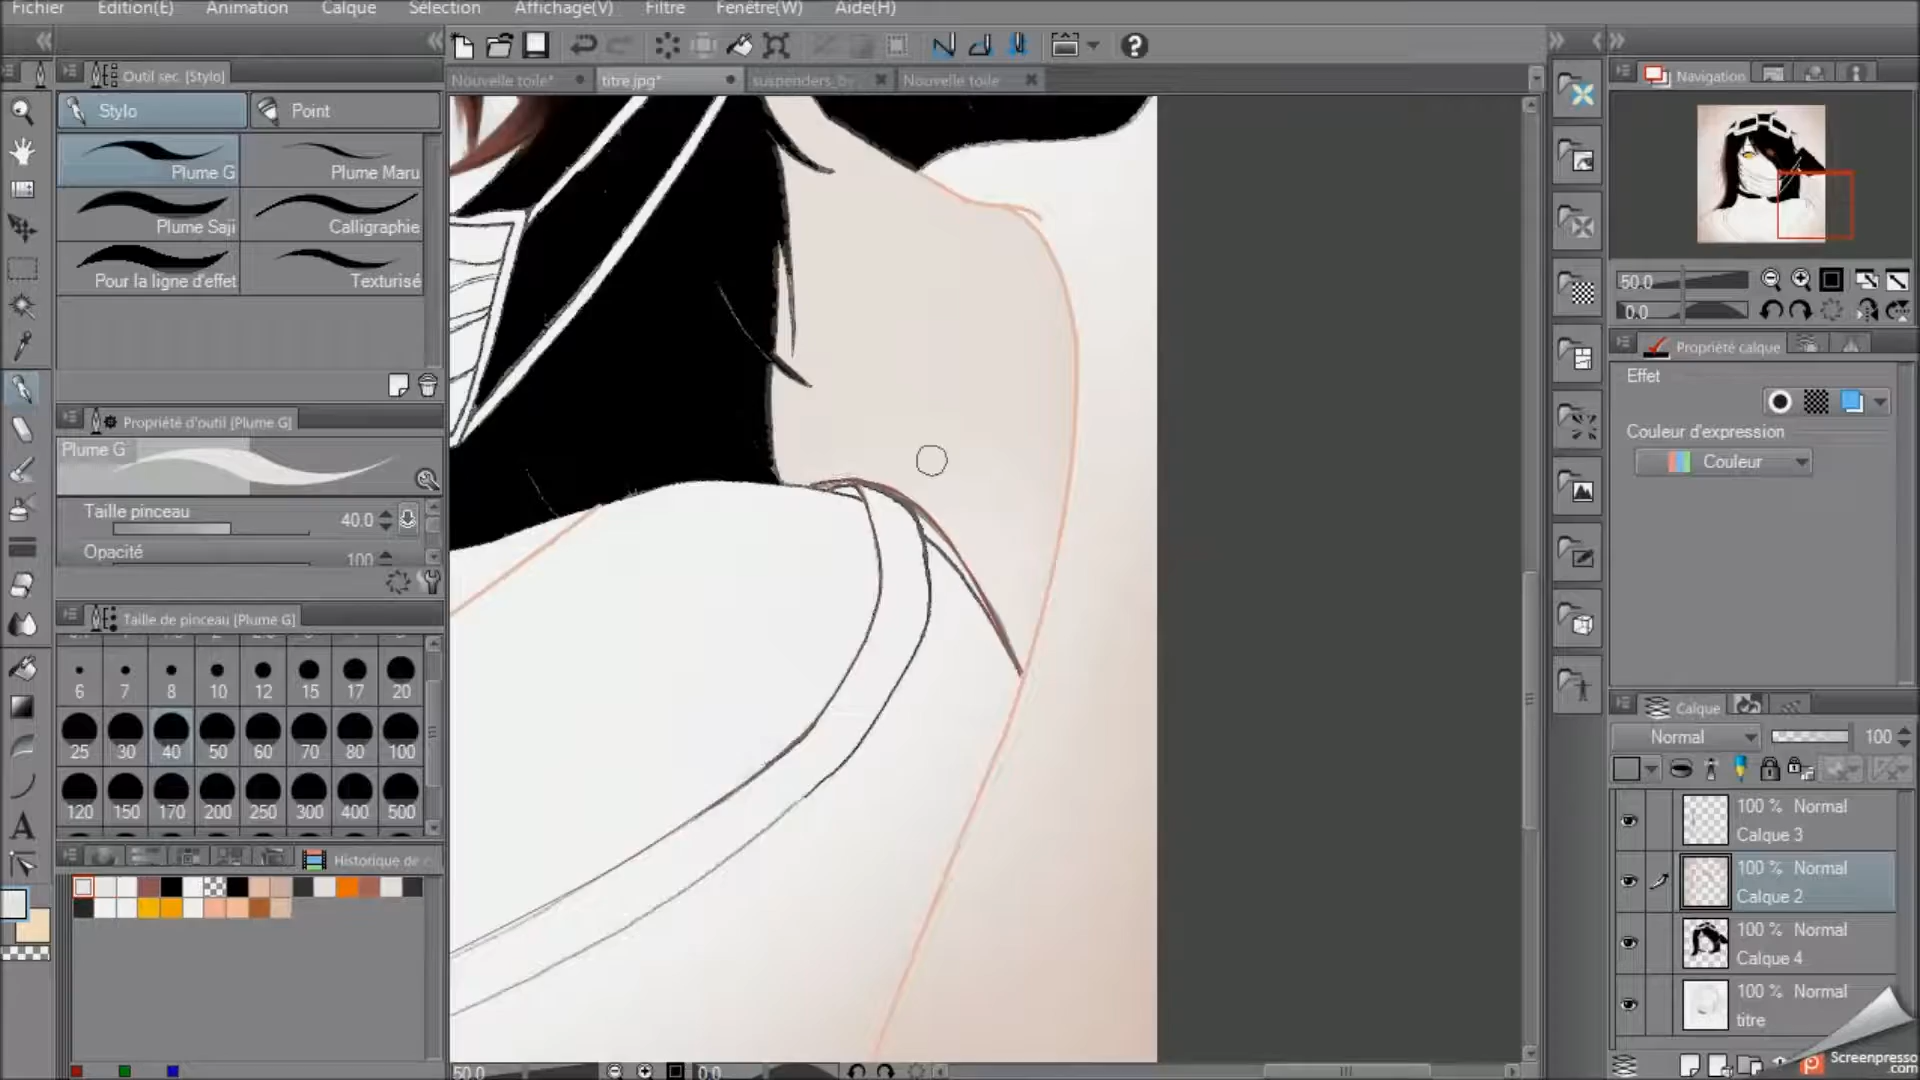 Fichier Edition(E) Animation Calque Sélection Affichage(V) Filtre Fenêtre(W) Aide(H)
Outil sec. [Stylo]
Nouvelle toile* titre.jpg* suspenders_by Nouvelle toile
Navigation
Stylo Point
Plume G Plume Maru
Plume Saji Calligraphie
Pour la ligne d'effet Texturisé
50.0
0.0
Propriété calque
Effet
Couleur d'expression
Couleur
Propriété d'outil [Plume G]
Plume G
Taille pinceau 40.0
Opacité 100
Taille de pinceau [Plume G]
6 7 8 10 12 15 17 20
25 30 40 50 60 70 80 100
120 150 170 200 250 300 400 500
Calque
Normal 100
100 % Normal
Calque 3
100 % Normal
Calque 2
100 % Normal
Calque 4
100 % Normal
titre
Historique de
50.0 0.0
Screenpresso
.com